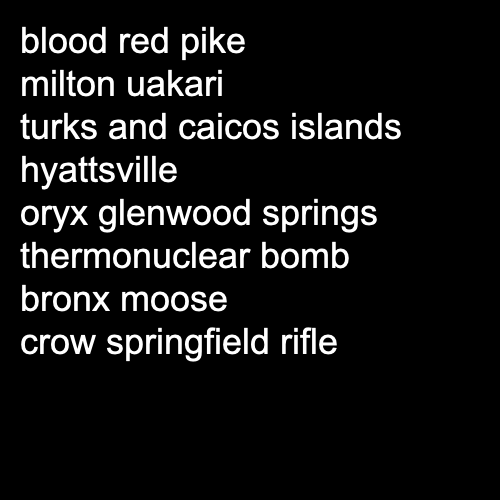 blood red pike
milton uakari
turks and caicos islands
hyattsville
oryx glenwood springs
thermonuclear bomb
bronx moose
crow springfield rifle